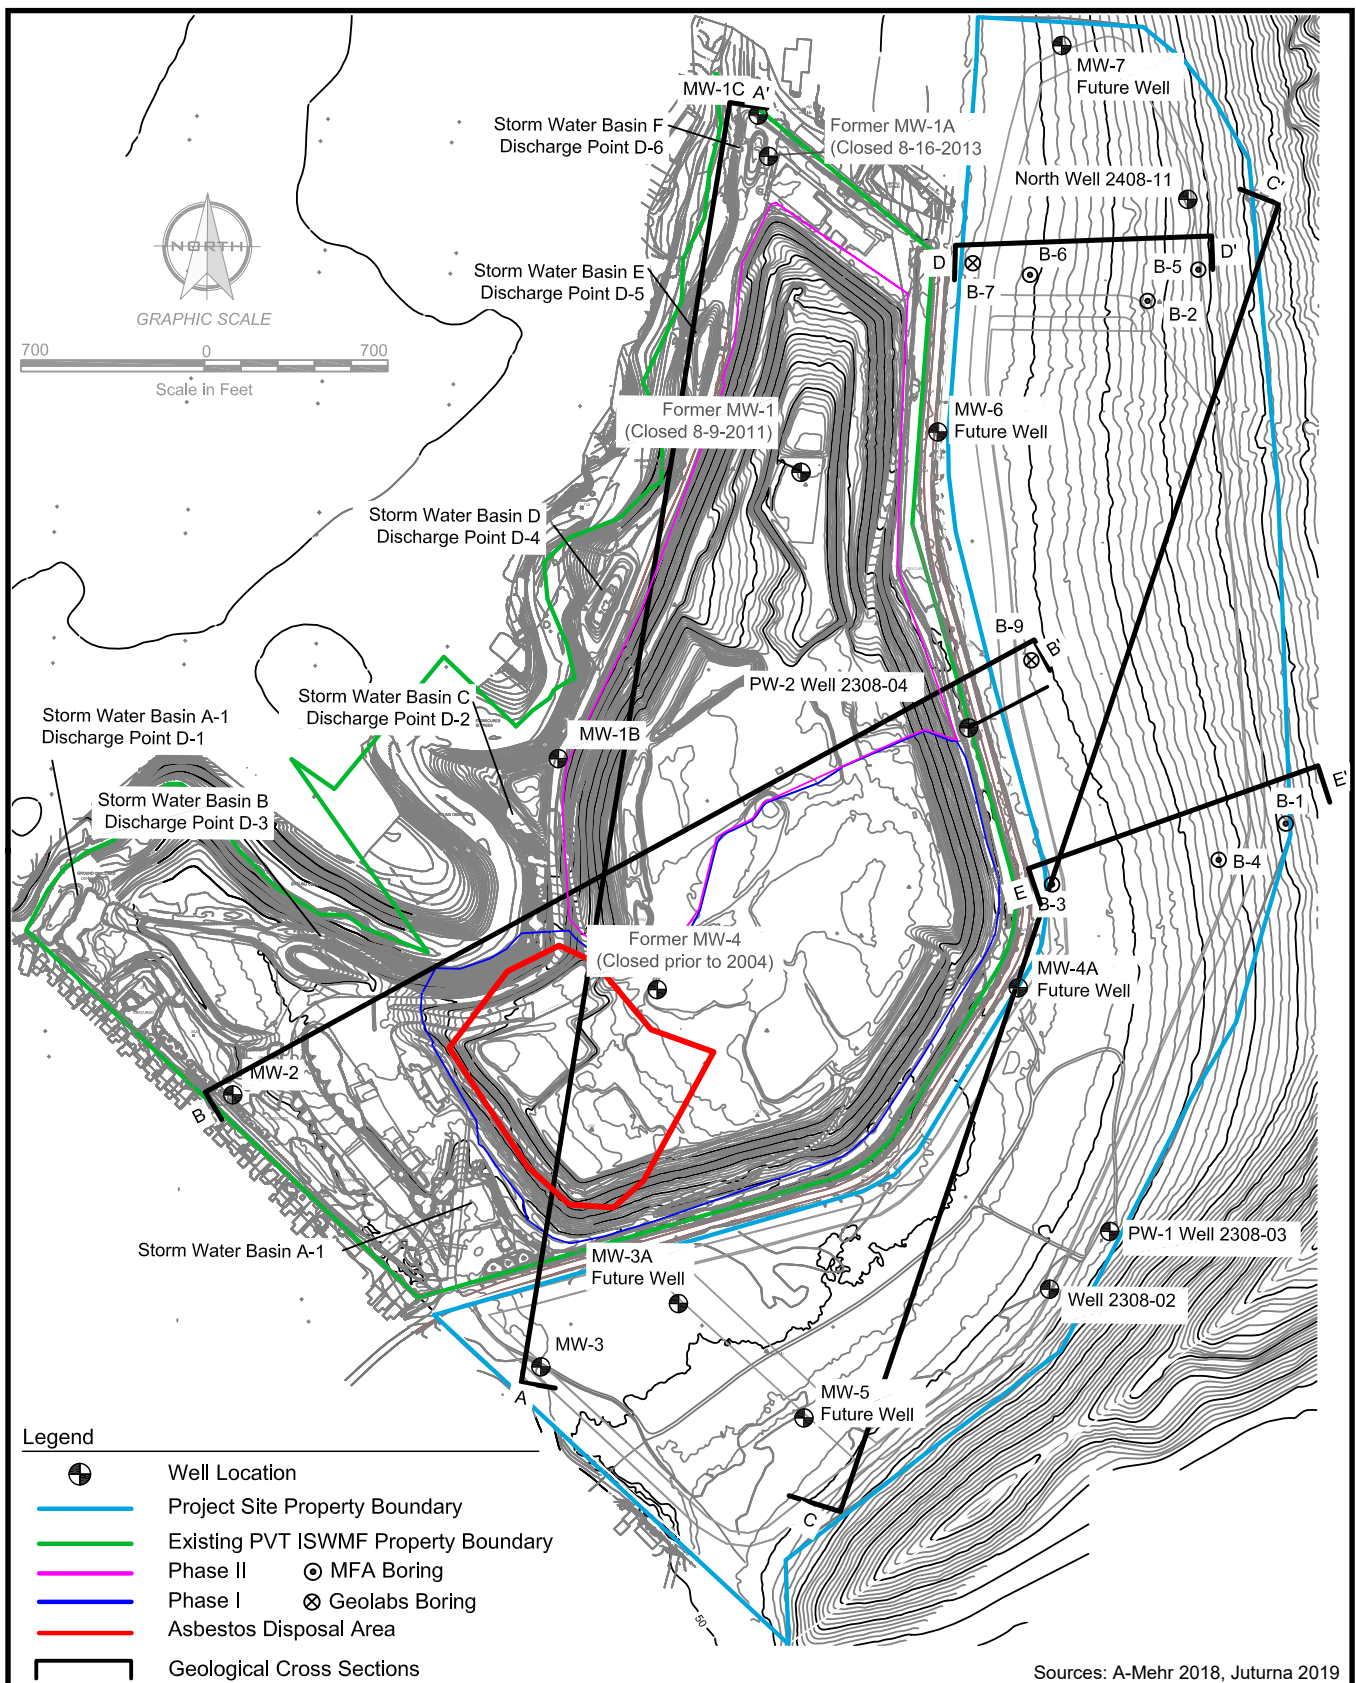 MW-7
Future Well
MW-1C
A'
Storm Water Basin F
Discharge Point D-6
Former MW-1A
(Closed 8-16-2013
North Well 2408-11
C'
NORTH
GRAPHIC SCALE
700
0
700
Scale in Feet
D
D'
B-6
B-5
B-7
B-2
Storm Water Basin E
Discharge Point D-5
Former MW-1
(Closed 8-9-2011)
MW-6
Future Well
Storm Water Basin D
Discharge Point D-4
B-9
B'
PW-2 Well 2308-04
Storm Water Basin C
Discharge Point D-2
Storm Water Basin A-1
Discharge Point D-1
MW-1B
Storm Water Basin B
Discharge Point D-3
E'
B-1
B-4
E
B-3
Former MW-4
(Closed prior to 2004)
MW-4A
Future Well
MW-2
B
Storm Water Basin A-1
MW-3A
Future Well
PW-1 Well 2308-03
Well 2308-02
MW-3
A
MW-5
Future Well
C
50
Legend
Well Location
Project Site Property Boundary
Existing PVT ISWMF Property Boundary
Phase II
MFA Boring
Phase I
Geolabs Boring
Asbestos Disposal Area
Geological Cross Sections
Sources: A-Mehr 2018, Juturna 2019